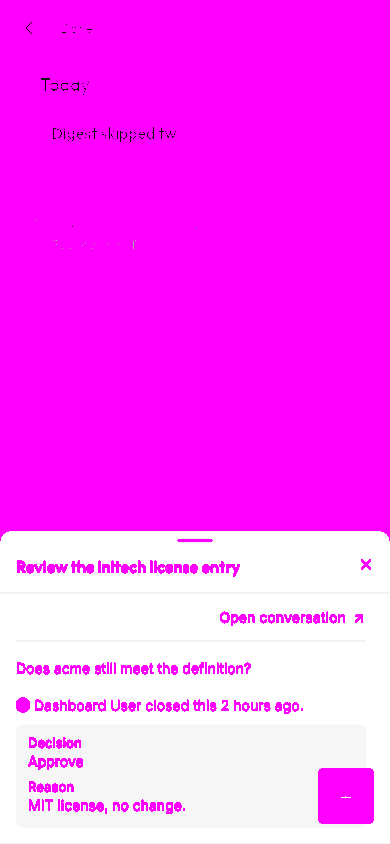 Today
Digest skipped tw
Review the Initech license entry
Open conversation
Does acme still meet the definition?
Dashboard User closed this 2 hours ago.
Decision
Approve
Reason
MIT license, no change.